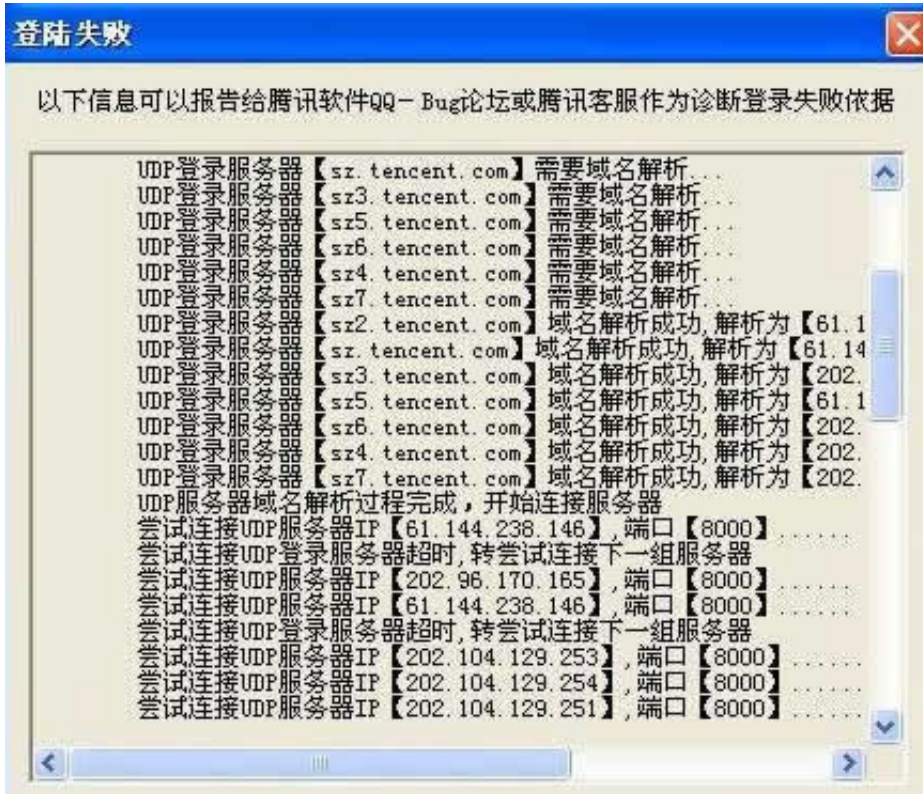 登陆失败
以下信息可以报告给腾讯软件QQ-Bug论坛或腾讯客服作为诊断登录失败依据
UDP登录服务器【sz.tencent.com】需要域名解析...
UDP登录服务器【sz3.tencent.com】需要域名解析...
UDP登录服务器【sz5.tencent.com】需要域名解析...
UDP登录服务器【sz6.tencent.com】需要域名解析...
UDP登录服务器【sz4.tencent.com】需要域名解析...
UDP登录服务器【sz7.tencent.com】需要域名解析...
UDP登录服务器【sz2.tencent.com】域名解析成功,解析为【61.1
UDP登录服务器【sz.tencent.com】域名解析成功,解析为【61.14
UDP登录服务器【sz3.tencent.com】域名解析成功,解析为【202.
UDP登录服务器【sz5.tencent.com】域名解析成功,解析为【61.1
UDP登录服务器【sz6.tencent.com】域名解析成功,解析为【202.
UDP登录服务器【sz4.tencent.com】域名解析成功,解析为【202.
UDP登录服务器【sz7.tencent.com】域名解析成功,解析为【202.
UDP服务器域名解析过程完成，开始连接服务器
尝试连接UDP服务器IP【61.144.238.146】,端口【8000】......
尝试连接UDP登录服务器超时,转尝试连接下一组服务器
尝试连接UDP服务器IP【202.96.170.165】,端口【8000】......
尝试连接UDP服务器IP【61.144.238.146】,端口【8000】......
尝试连接UDP登录服务器超时,转尝试连接下一组服务器
尝试连接UDP服务器IP【202.104.129.253】,端口【8000】......
尝试连接UDP服务器IP【202.104.129.254】,端口【8000】......
尝试连接UDP服务器IP【202.104.129.251】,端口【8000】......